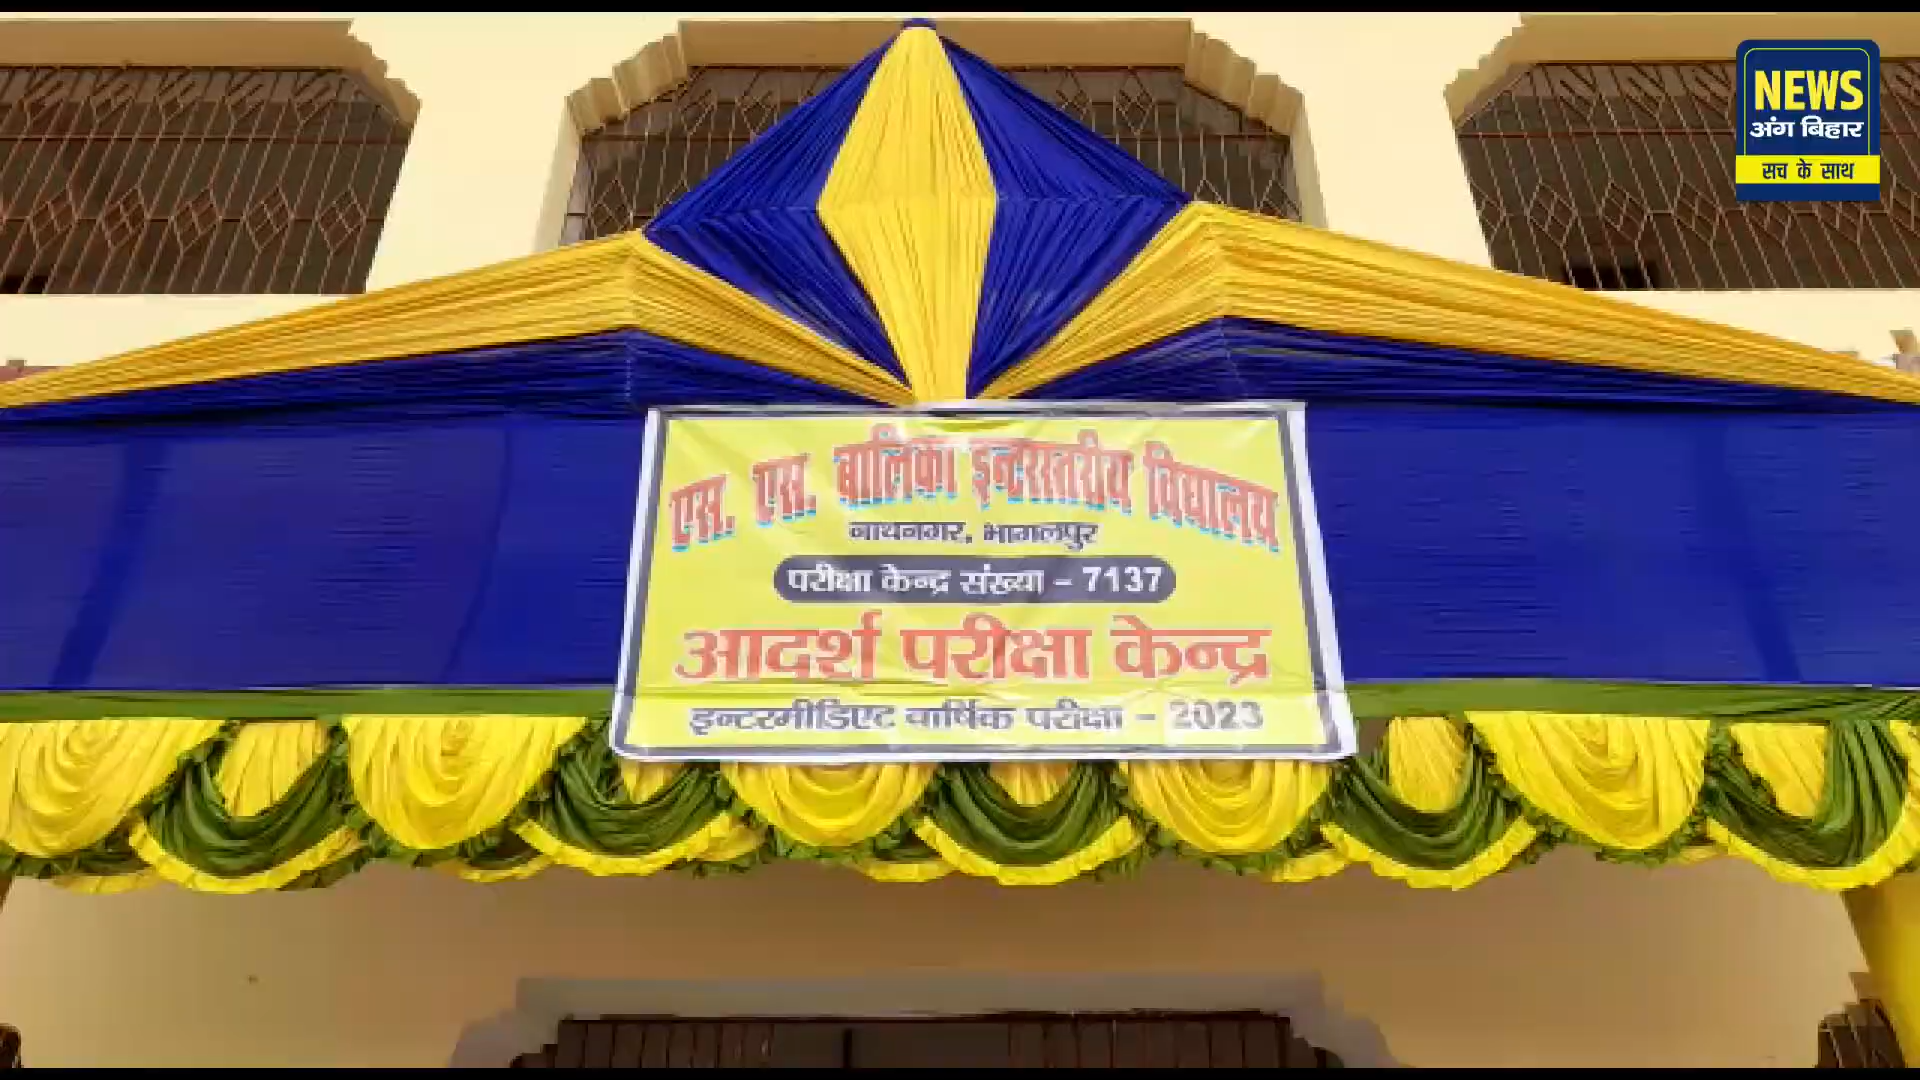 NEWS
अंग बिहार
सच के साथ
एस. एस. बालिका इन्टरस्तरीय विद्यालय
नाथनगर, भागलपुर
परीक्षा केन्द्र संख्या - 7137
आदर्श परीक्षा केन्द्र
इन्टरमीडिएट वार्षिक परीक्षा - 2023